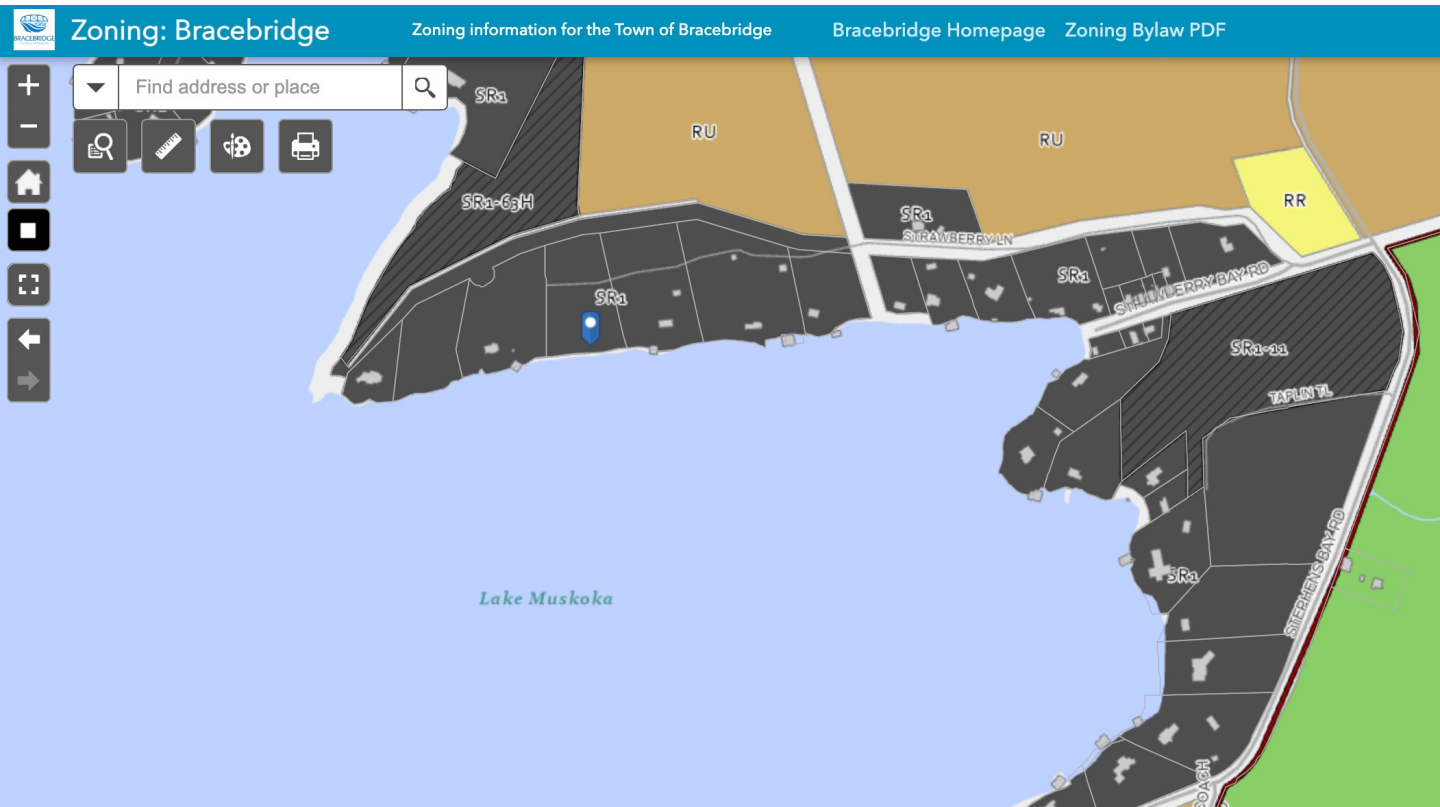 BRACEBRIDGE
Zoning: Bracebridge
Zoning information for the Town of Bracebridge
Bracebridge Homepage
Zoning Bylaw PDF
Find address or place
SR1
RU
RU
SR1-63H
RR
SR1
STRAWBERRY LN
SR1
SR1
STRAWBERRY BAY RD
SR1-11
TAPLIN TL
STEPHENS BAY RD
SR1
Lake Muskoka
COACH